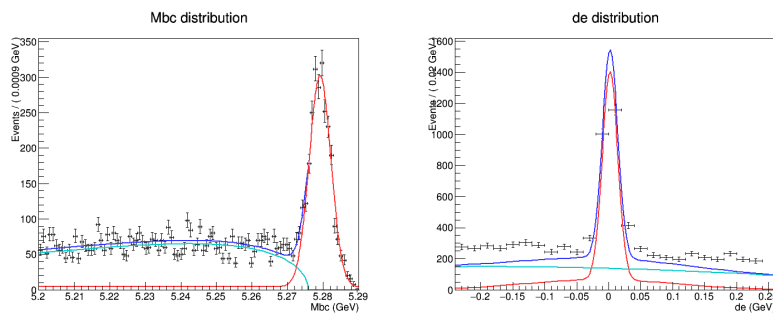 Mbc distribution
Events / ( 0.0009 GeV )
350
300
250
200
150
100
50
0
5.2 5.21 5.22 5.23 5.24 5.25 5.26 5.27 5.28 5.29
Mbc (GeV)
de distribution
Events / ( 0.02 GeV )
1600
1400
1200
1000
800
600
400
200
0
-0.2 -0.15 -0.1 -0.05 0 0.05 0.1 0.15 0.2
de (GeV)